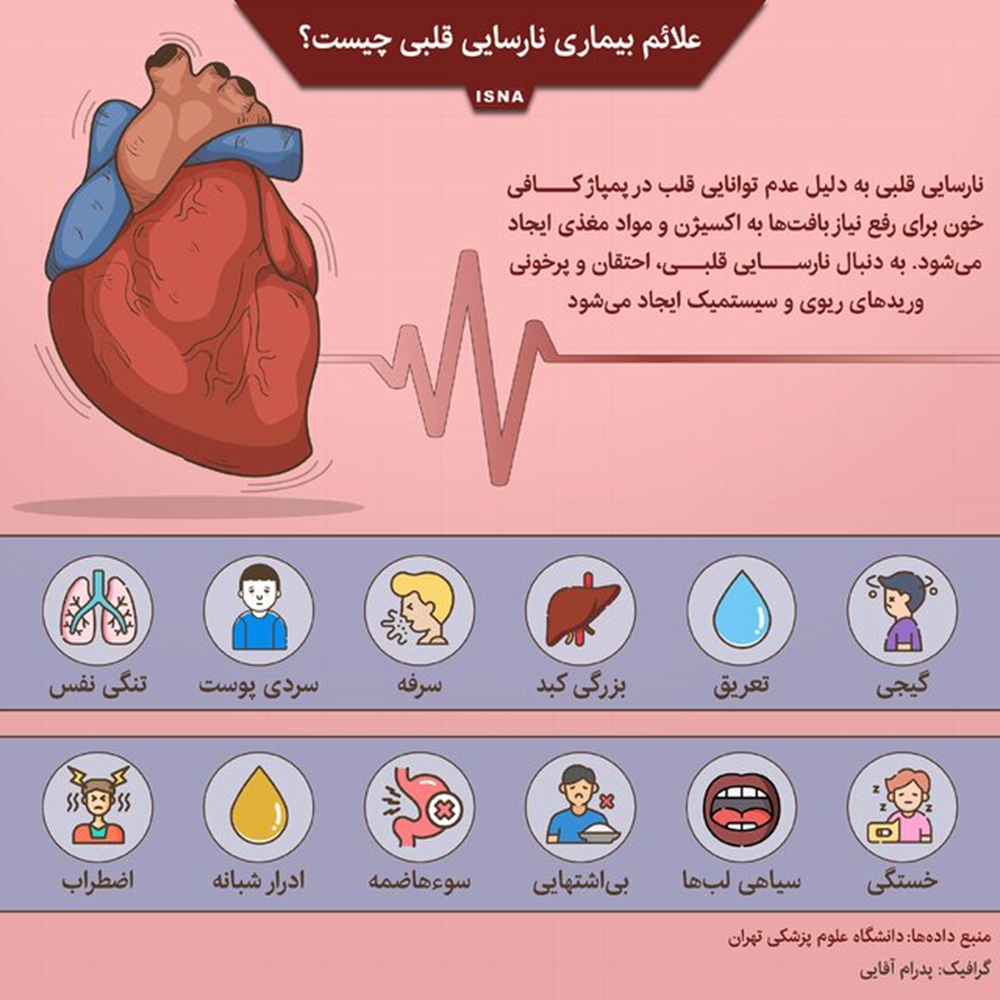 علائم بیماری نارسایی قلبی چیست؟
ISNA
نارسایی قلبی به دلیل عدم توانایی قلب در پمپاژ کافی
خون برای رفع نیاز بافت‌ها به اکسیژن و مواد مغذی ایجاد
می‌شود. به دنبال نارسایی قلبی، احتقان و پرخونی
وریدهای ریوی و سیستمیک ایجاد می‌شود
گیجی
تعریق
بزرگی کبد
سرفه
سردی پوست
تنگی نفس
خستگی
سیاهی لب‌ها
بی‌اشتهایی
سوءهاضمه
ادرار شبانه
اضطراب
منبع داده‌ها: دانشگاه علوم پزشکی تهران
گرافیک: پدرام آقایی